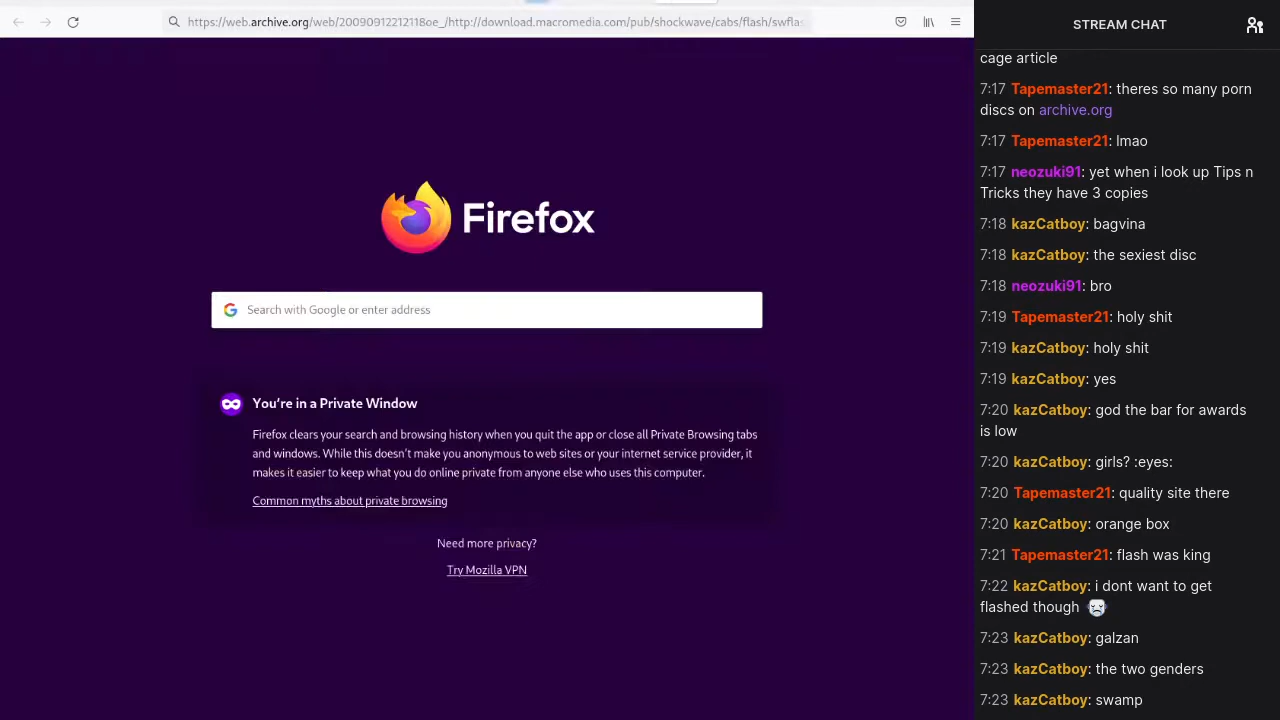 https://web.archive.org/web/20090912212118oe_/http://download.macromedia.com/pub/shockwave/cabs/flash/swflas
Firefox
Search with Google or enter address
You're in a Private Window
Firefox clears your search and browsing history when you quit the app or close all Private Browsing tabs
and windows. While this doesn't make you anonymous to web sites or your internet service provider, it
makes it easier to keep what you do online private from anyone else who uses this computer.
Common myths about private browsing
Need more privacy?
Try Mozilla VPN
STREAM CHAT
cage article
7:17 Tapemaster21: theres so many porn
discs on archive.org
7:17 Tapemaster21: lmao
7:17 neozuki91: yet when i look up Tips n
Tricks they have 3 copies
7:18 kazCatboy: bagvina
7:18 kazCatboy: the sexiest disc
7:18 neozuki91: bro
7:19 Tapemaster21: holy shit
7:19 kazCatboy: holy shit
7:19 kazCatboy: yes
7:20 kazCatboy: god the bar for awards
is low
7:20 kazCatboy: girls? :eyes:
7:20 Tapemaster21: quality site there
7:20 kazCatboy: orange box
7:21 Tapemaster21: flash was king
7:22 kazCatboy: i dont want to get
flashed though
7:23 kazCatboy: galzan
7:23 kazCatboy: the two genders
7:23 kazCatboy: swamp